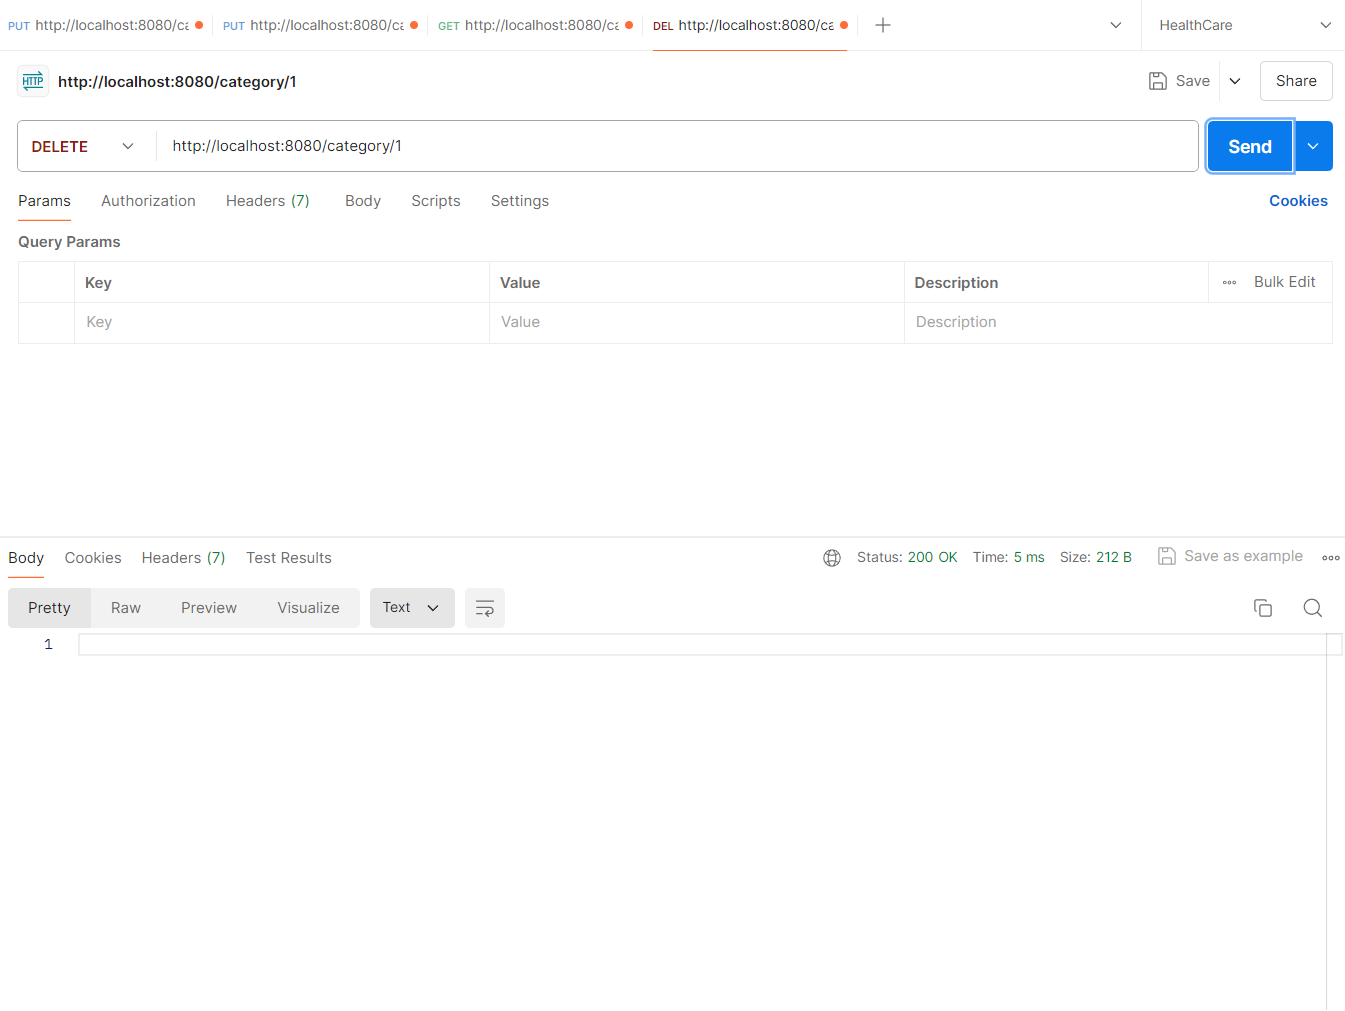 PUT http://localhost:8080/ca PUT http://localhost:8080/ca GET http://localhost:8080/ca DEL http://localhost:8080/ca HealthCare
HTTP http://localhost:8080/category/1 Save Share
DELETE http://localhost:8080/category/1 Send
Params Authorization Headers (7) Body Scripts Settings Cookies
Query Params
Key Value Description Bulk Edit
Key Value Description
Body Cookies Headers (7) Test Results Status: 200 OK Time: 5 ms Size: 212 B Save as example
Pretty Raw Preview Visualize Text
1